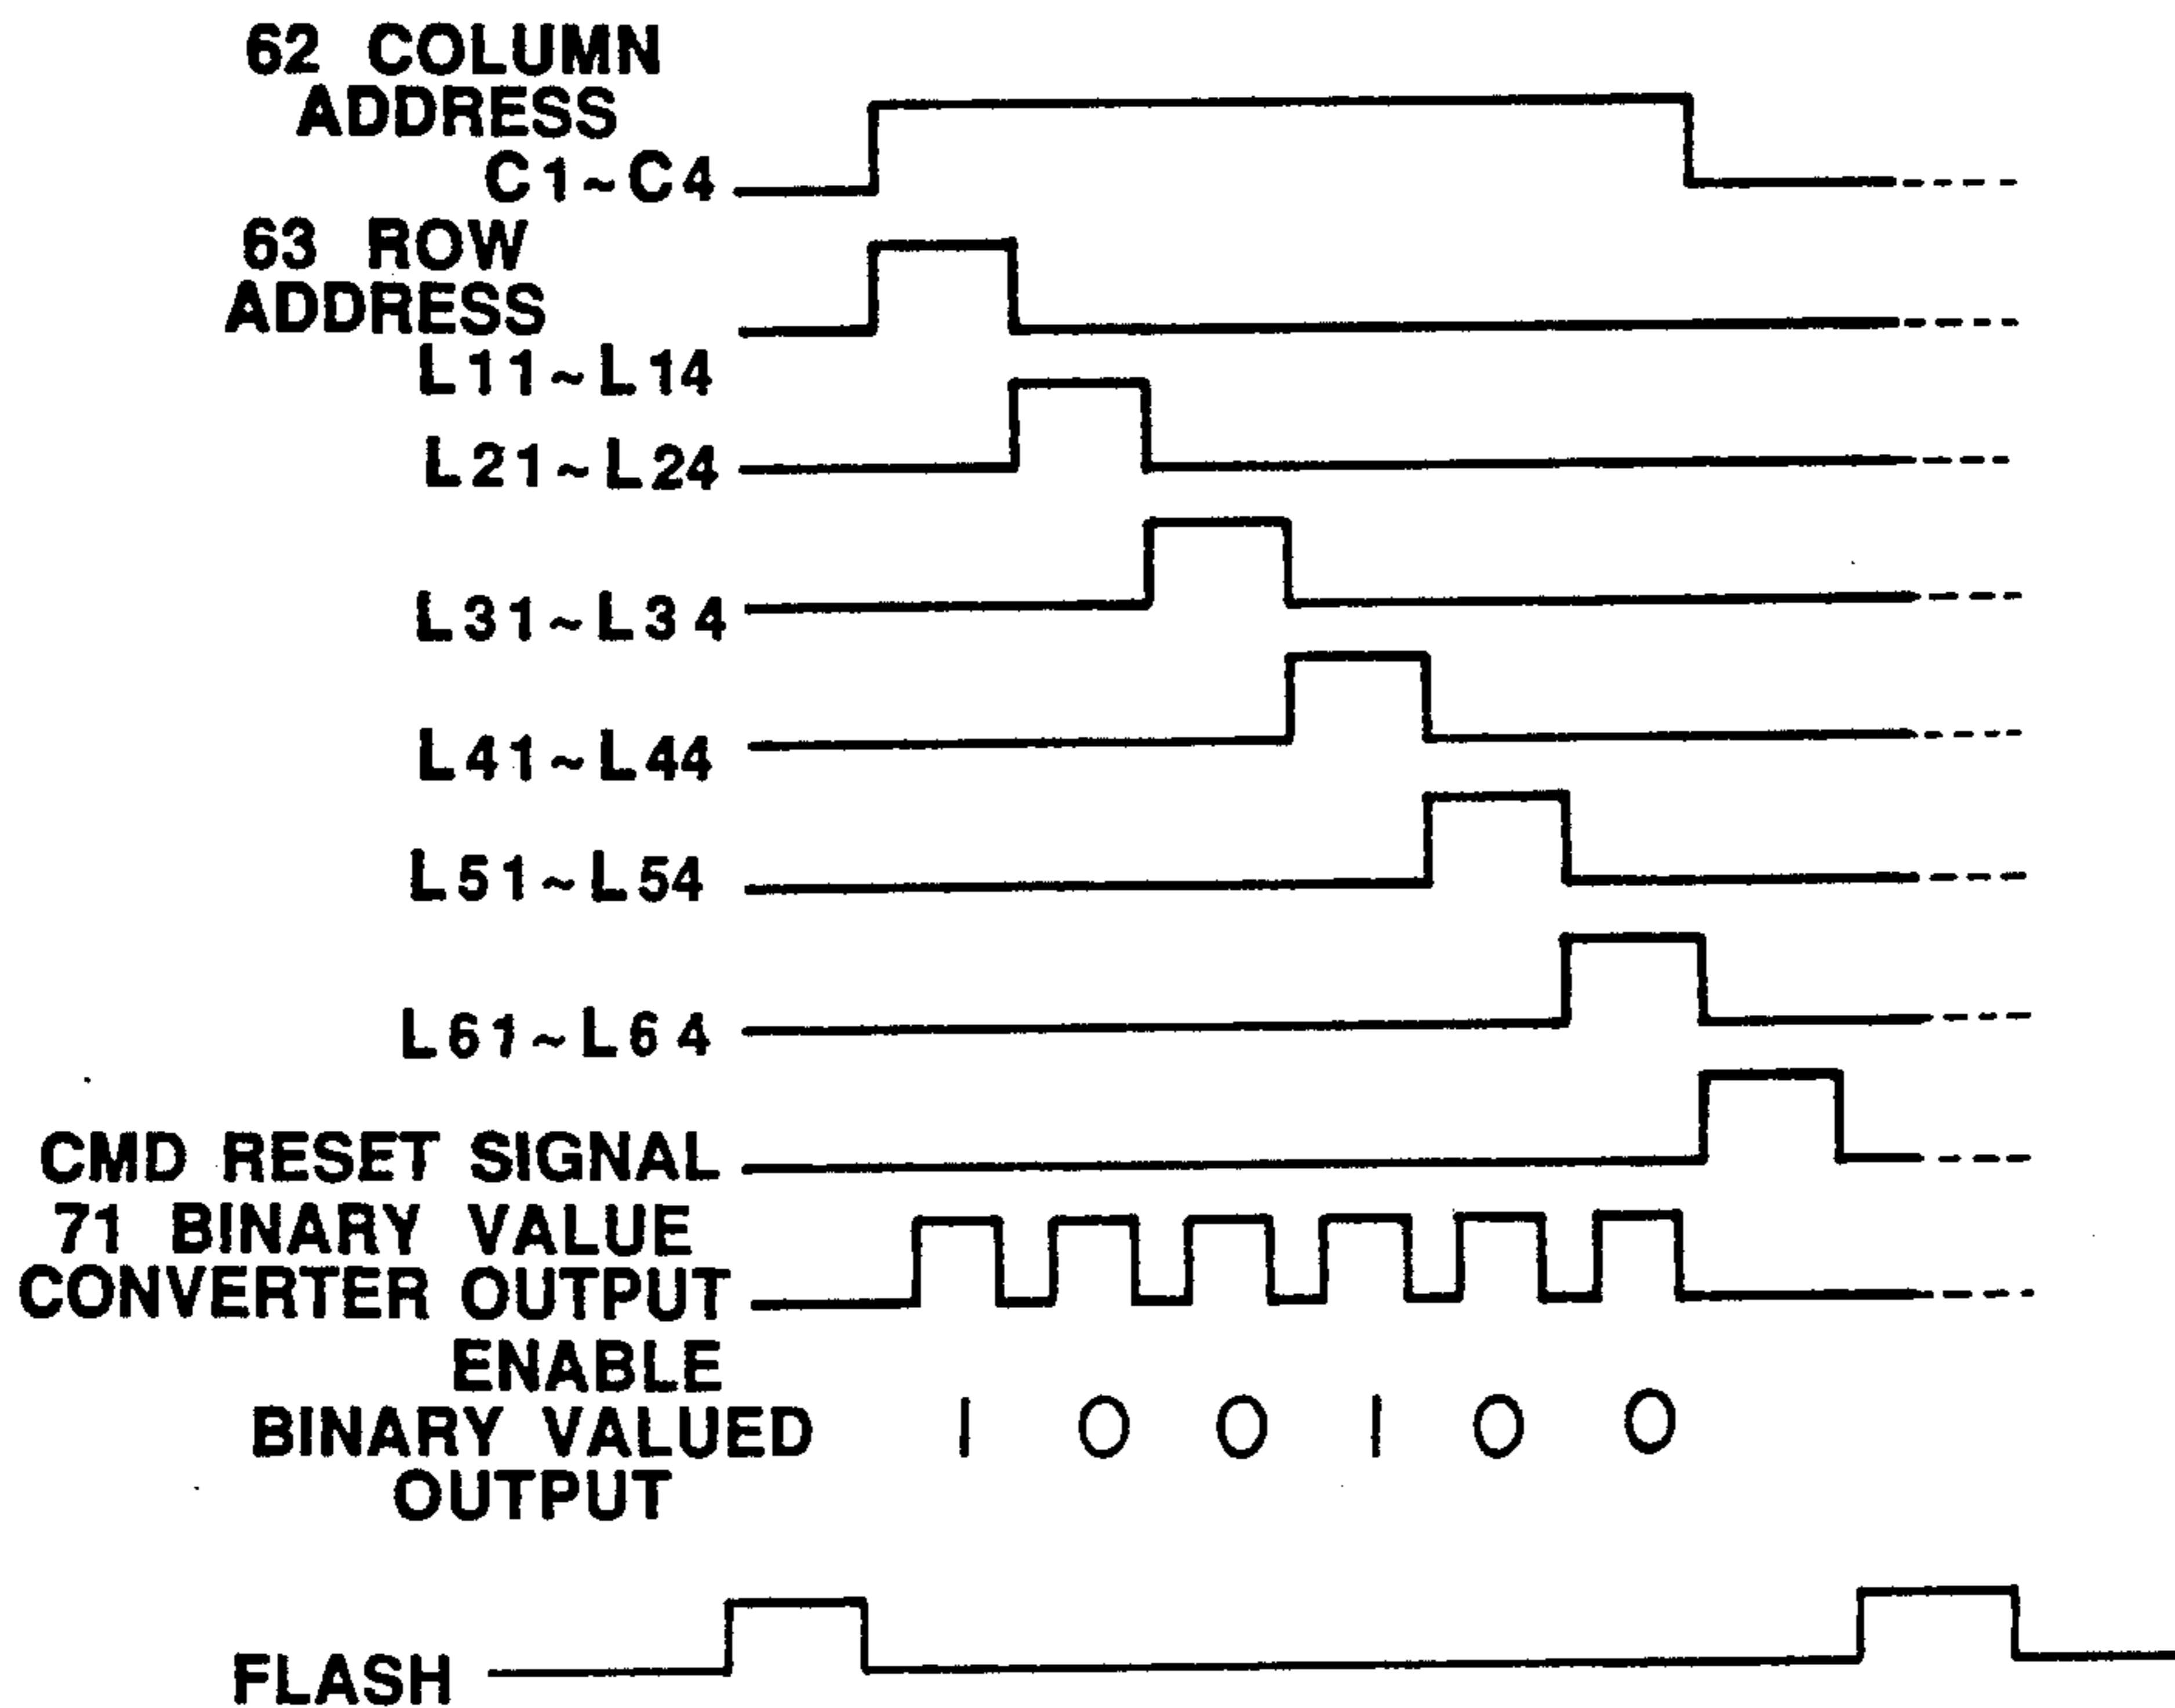 62 COLUMN
ADDRESS
C1~C4
63 ROW
ADDRESS
L11~L14
L21~L24
L31~L34
L41~L44
L51~L54
L61~L64
CMD RESET SIGNAL
71 BINARY VALUE
CONVERTER OUTPUT
ENABLE
BINARY VALUED 1 0 0 1 0 0
OUTPUT
FLASH